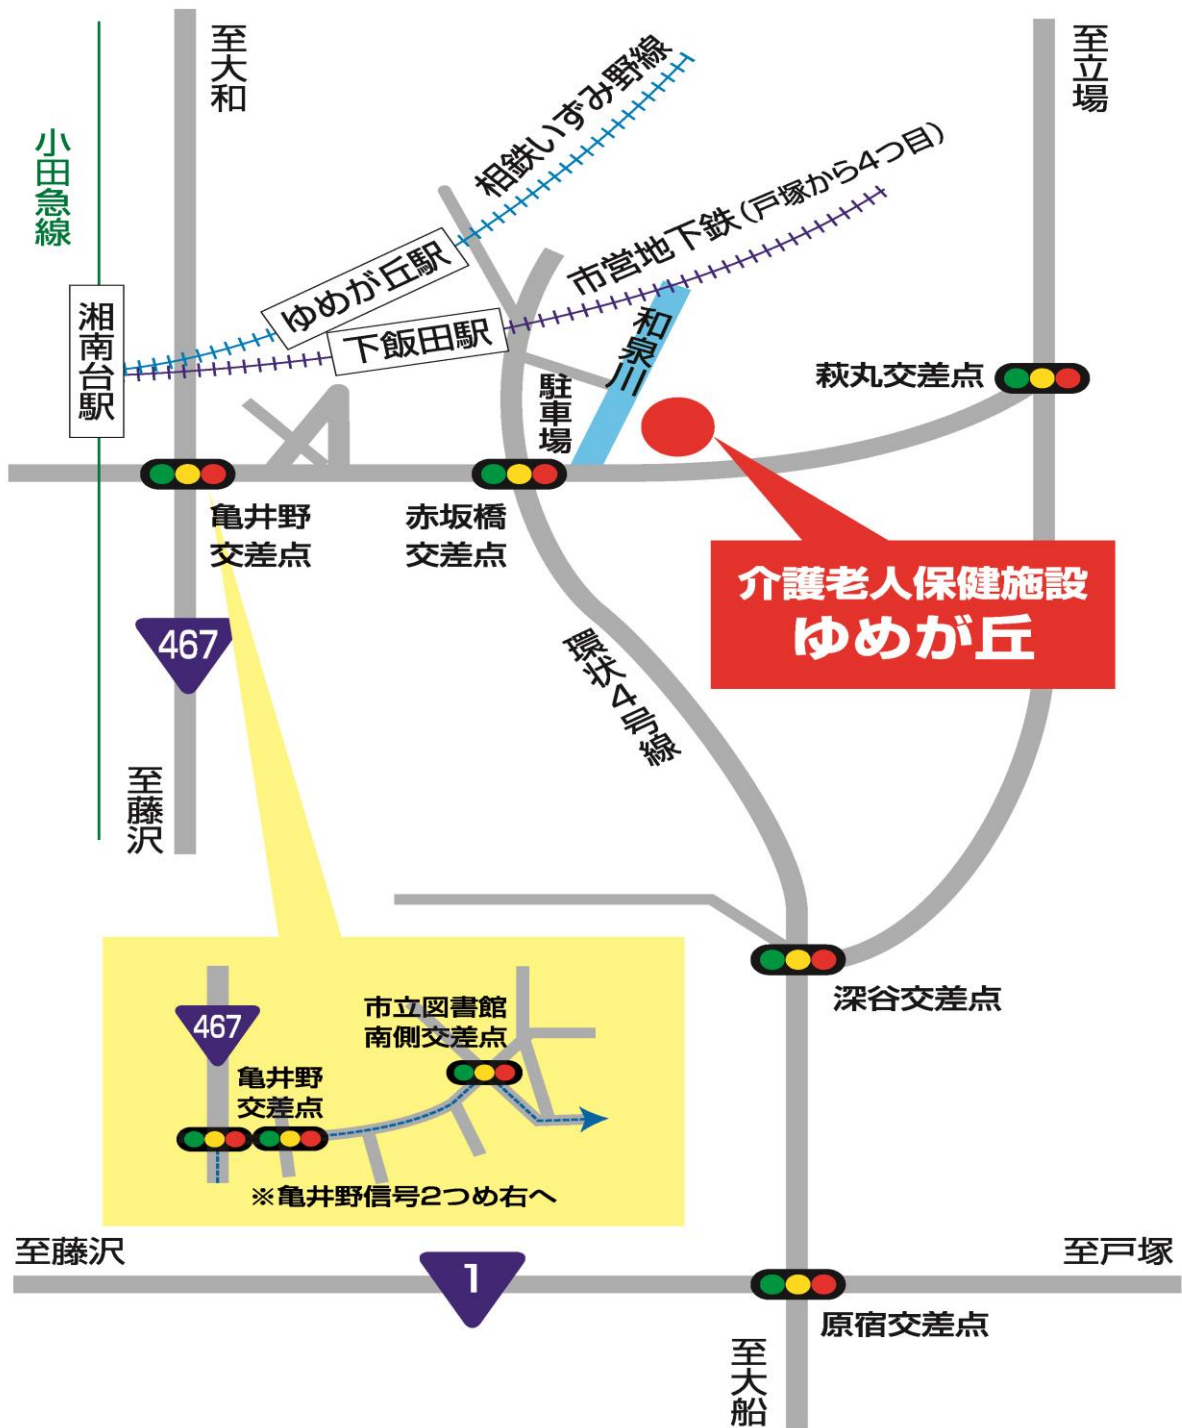 至大和
至立場
小田急線
相鉄いずみ野線
市営地下鉄(戸塚から4つ目)
ゆめが丘駅
下飯田駅
湘南台駅
和泉川
駐車場
萩丸交差点
亀井野
交差点
赤坂橋
交差点
介護老人保健施設
ゆめが丘
467
環状4号線
至藤沢
深谷交差点
467
市立図書館
南側交差点
亀井野
交差点
※亀井野信号2つめ右へ
至藤沢
1
至戸塚
原宿交差点
至大船